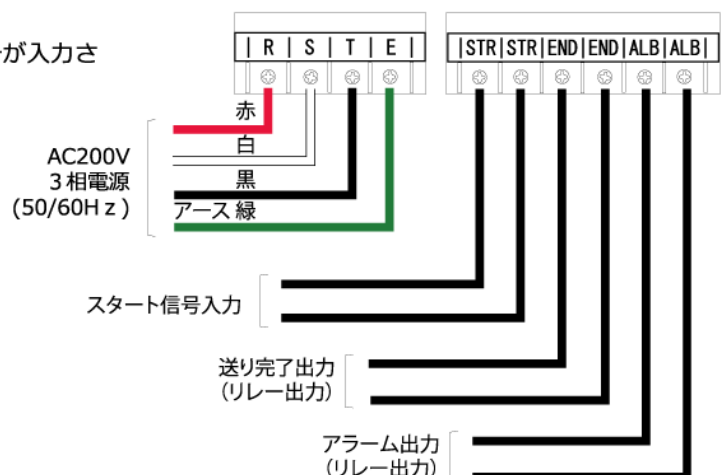 が入力さ
| R | S | T | E |
|STR|STR|END|END|ALB|ALB|
赤
白
黒
アース 緑
AC200V
3相電源
(50/60Hz)
スタート信号入力
送り完了出力
(リレー出力)
アラーム出力
(リレー出力)